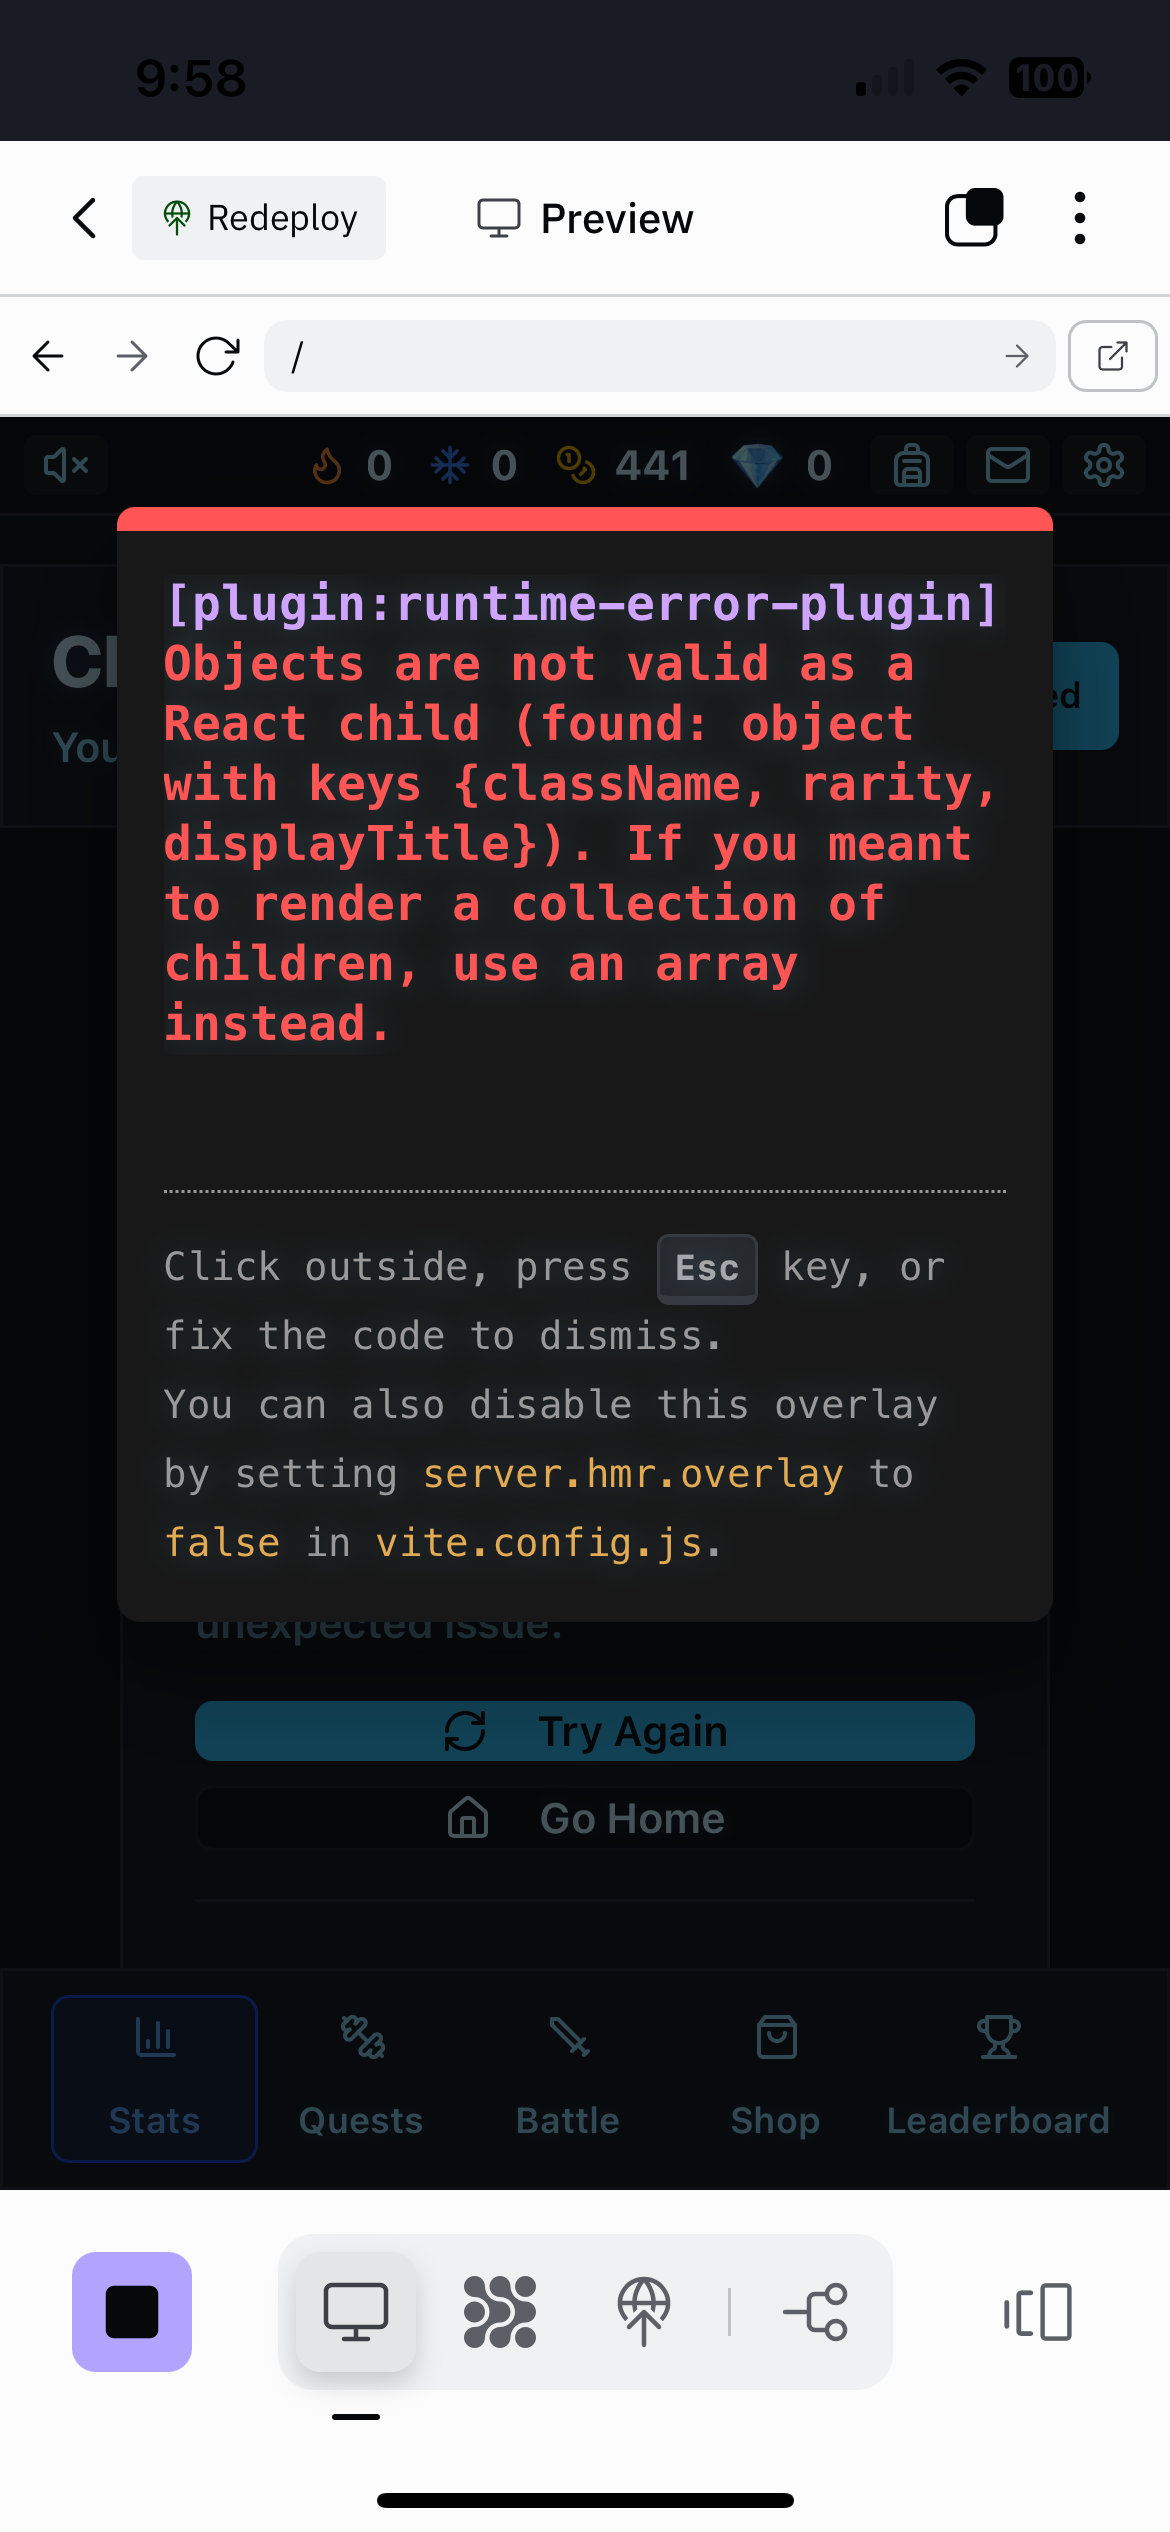 9:58
100
Redeploy
Preview
/
0
0
441
0
[plugin:runtime-error-plugin]
Objects are not valid as a
React child (found: object
with keys {className, rarity,
displayTitle}). If you meant
to render a collection of
children, use an array
instead.
Click outside, press Esc key, or
fix the code to dismiss.
You can also disable this overlay
by setting server.hmr.overlay to
false in vite.config.js.
unexpected issue.
Try Again
Go Home
Stats
Quests
Battle
Shop
Leaderboard